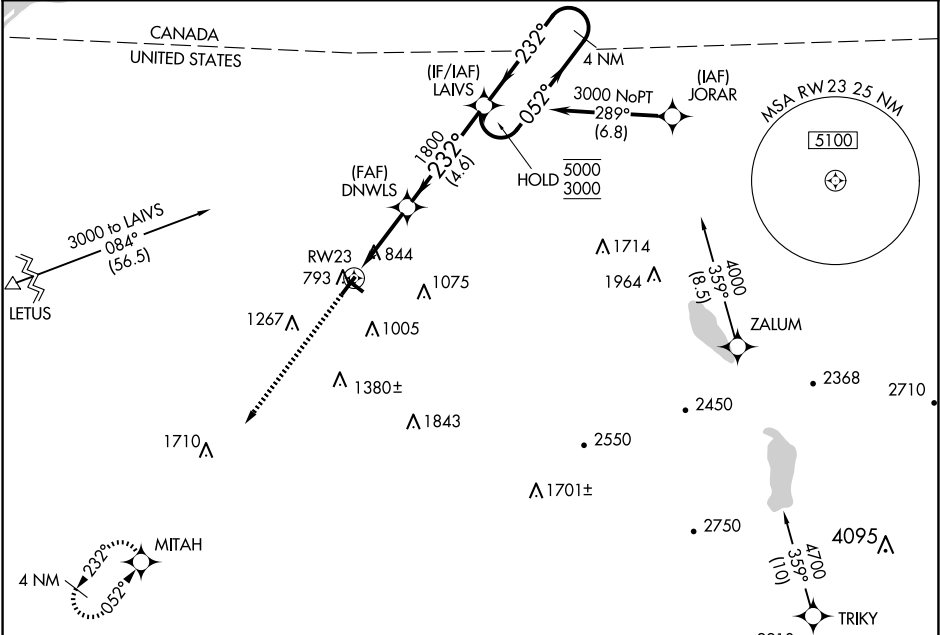 CANADA
UNITED STATES
232°
052°
4 NM
(IF/IAF)
LAIVS
3000 NoPT
289°
(6.8)
(IAF)
JORAR
MSA RW23 25 NM
5100
1800
232°
(4.6)
HOLD
5000
3000
(FAF)
DNWLS
3000 to LAIVS
084°
(56.5)
LETUS
RW23
793
844
1075
1267
1005
1380±
1843
1710
1714
1964
4000
359°
(8.5)
ZALUM
2368
2710
2450
2550
1701±
2750
4095
4700
359°
(10)
TRIKY
MITAH
232°
052°
4 NM